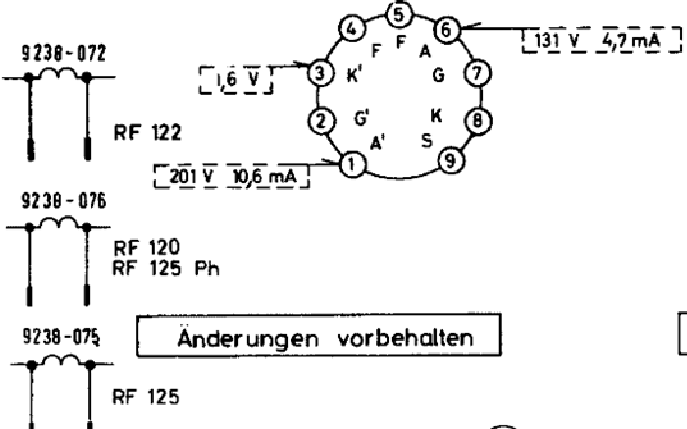 9238-072
RF 122
9238-076
RF 120
RF 125 Ph
9238-075
RF 125
5
4
6
F
F
A
131 V 4,7 mA
1,6 V
3
K'
G
7
2
G'
K
8
A'
S
201 V 10,6 mA
1
9
Änderungen vorbehalten